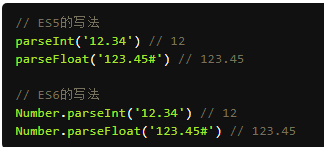 // ES5的写法
parseInt('12.34') // 12
parseFloat('123.45#') // 123.45
// ES6的写法
Number.parseInt('12.34') // 12
Number.parseFloat('123.45#') // 123.45